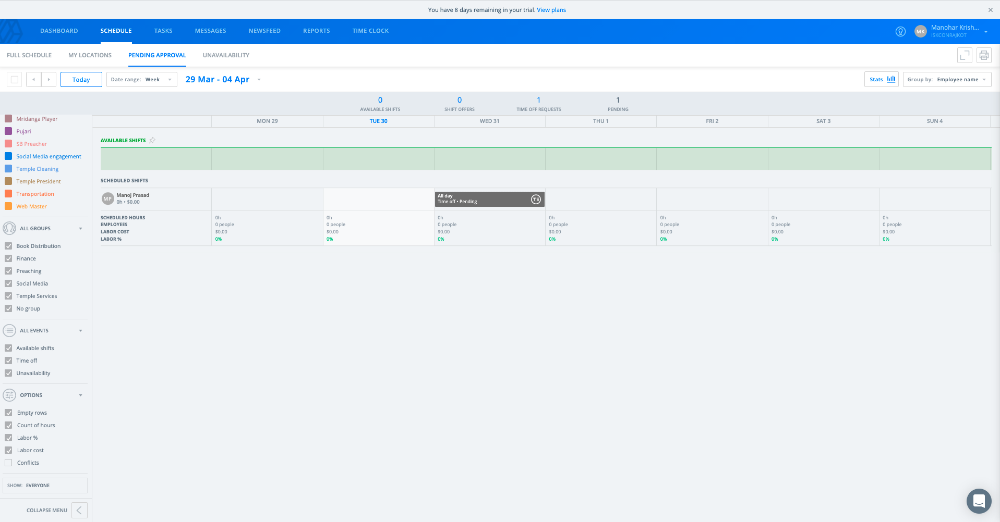 You have 8 days remaining in your trial. View plans
DASHBOARD SCHEDULE TASKS MESSAGES NEWSFEED REPORTS TIME CLOCK
MK Manohar Krish...
ISKCONRAJKOT
FULL SCHEDULE MY LOCATIONS PENDING APPROVAL UNAVAILABILITY
Today Date range: Week 29 Mar - 04 Apr Stats Group by: Employee name
0 0 1 1
AVAILABLE SHIFTS SHIFT OFFERS TIME OFF REQUESTS PENDING
MON 29 TUE 30 WED 31 THU 1 FRI 2 SAT 3 SUN 4
AVAILABLE SHIFTS
SCHEDULED SHIFTS
MP Manoj Prasad
0h • $0.00
All day
Time off • Pending
TE
SCHEDULED HOURS 0h 0h 0h 0h 0h 0h 0h
EMPLOYEES 0 people 0 people 0 people 0 people 0 people 0 people 0 people
LABOR COST $0.00 $0.00 $0.00 $0.00 $0.00 $0.00 $0.00
LABOR % 0% 0% 0% 0% 0% 0% 0%
Mridanga Player
Pujari
SB Preacher
Social Media engagement
Temple Cleaning
Temple President
Transportation
Web Master
ALL GROUPS
Book Distribution
Finance
Preaching
Social Media
Temple Services
No group
ALL EVENTS
Available shifts
Time off
Unavailability
OPTIONS
Empty rows
Count of hours
Labor %
Labor cost
Conflicts
SHOW: EVERYONE
COLLAPSE MENU